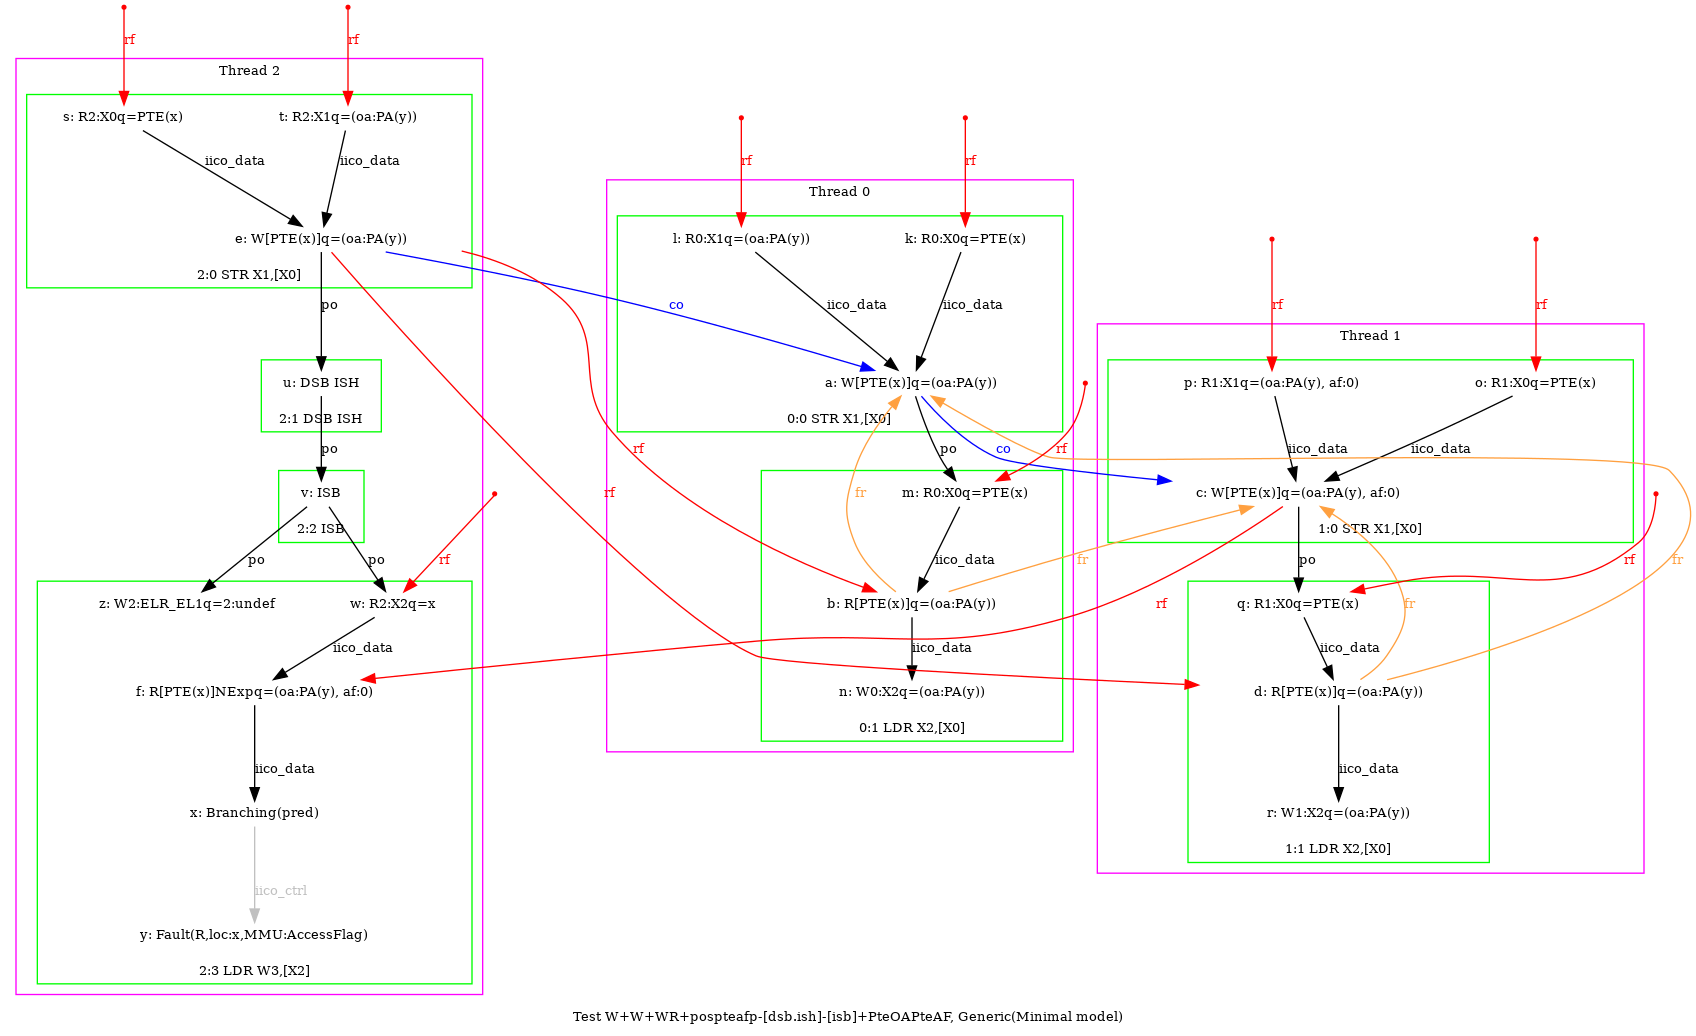 rf
rf
Thread 2
s: R2:X0q=PTE(x)
t: R2:X1q=(oa:PA(y))
iico_data
iico_data
e: W[PTE(x)]q=(oa:PA(y))
2:0 STR X1,[X0]
po
u: DSB ISH
2:1 DSB ISH
po
v: ISB
2:2 ISB
po
po
rf
z: W2:ELR_EL1q=2:undef
w: R2:X2q=x
iico_data
f: R[PTE(x)]NExpq=(oa:PA(y), af:0)
iico_data
x: Branching(pred)
iico_ctrl
y: Fault(R,loc:x,MMU:AccessFlag)
2:3 LDR W3,[X2]
co
rf
rf
rf
rf
Thread 0
l: R0:X1q=(oa:PA(y))
k: R0:X0q=PTE(x)
iico_data
iico_data
a: W[PTE(x)]q=(oa:PA(y))
0:0 STR X1,[X0]
po
co
rf
fr
m: R0:X0q=PTE(x)
iico_data
b: R[PTE(x)]q=(oa:PA(y))
fr
iico_data
n: W0:X2q=(oa:PA(y))
0:1 LDR X2,[X0]
rf
rf
rf
Thread 1
p: R1:X1q=(oa:PA(y), af:0)
o: R1:X0q=PTE(x)
iico_data
iico_data
c: W[PTE(x)]q=(oa:PA(y), af:0)
1:0 STR X1,[X0]
po
rf
fr
fr
q: R1:X0q=PTE(x)
iico_data
d: R[PTE(x)]q=(oa:PA(y))
iico_data
r: W1:X2q=(oa:PA(y))
1:1 LDR X2,[X0]
Test W+W+WR+pospteafp-[dsb.ish]-[isb]+PteOAPteAF, Generic(Minimal model)